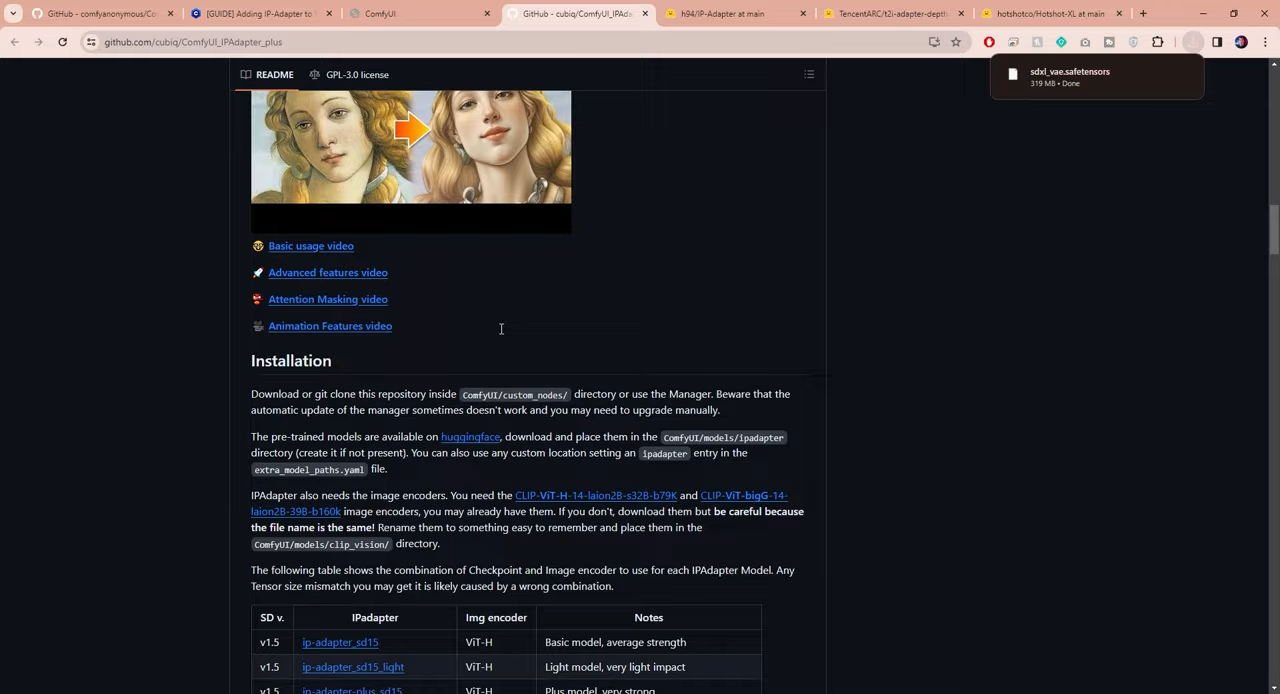 GitHub - comfyanonymous/Co
[GUIDE] Adding IP-Adapter to
ComfyUI
GitHub - cubiq/ComfyUI_IPAda
h94/IP-Adapter at main
TencentARC/t2i-adapter-depth
hotshotco/Hotshot-XL at main
github.com/cubiq/ComfyUI_IPAdapter_plus
README
GPL-3.0 license
sdxl_vae.safetensors
319 MB • Done
Basic usage video
Advanced features video
Attention Masking video
Animation Features video
Installation
Download or git clone this repository inside ComfyUI/custom_nodes/ directory or use the Manager. Beware that the
automatic update of the manager sometimes doesn't work and you may need to upgrade manually.
The pre-trained models are available on huggingface, download and place them in the ComfyUI/models/ipadapter
directory (create it if not present). You can also use any custom location setting an ipadapter entry in the
extra_model_paths.yaml file.
IPAdapter also needs the image encoders. You need the CLIP-ViT-H-14-laion2B-s32B-b79K and CLIP-ViT-bigG-14-
laion2B-39B-b160k image encoders, you may already have them. If you don't, download them but be careful because
the file name is the same! Rename them to something easy to remember and place them in the
ComfyUI/models/clip_vision/ directory.
The following table shows the combination of Checkpoint and Image encoder to use for each IPAdapter Model. Any
Tensor size mismatch you may get it is likely caused by a wrong combination.
SD v. IPadapter Img encoder Notes
v1.5 ip-adapter_sd15 ViT-H Basic model, average strength
v1.5 ip-adapter_sd15_light ViT-H Light model, very light impact
v1.5 ip-adapter-plus_sd15 ViT-H Plus model, very strong